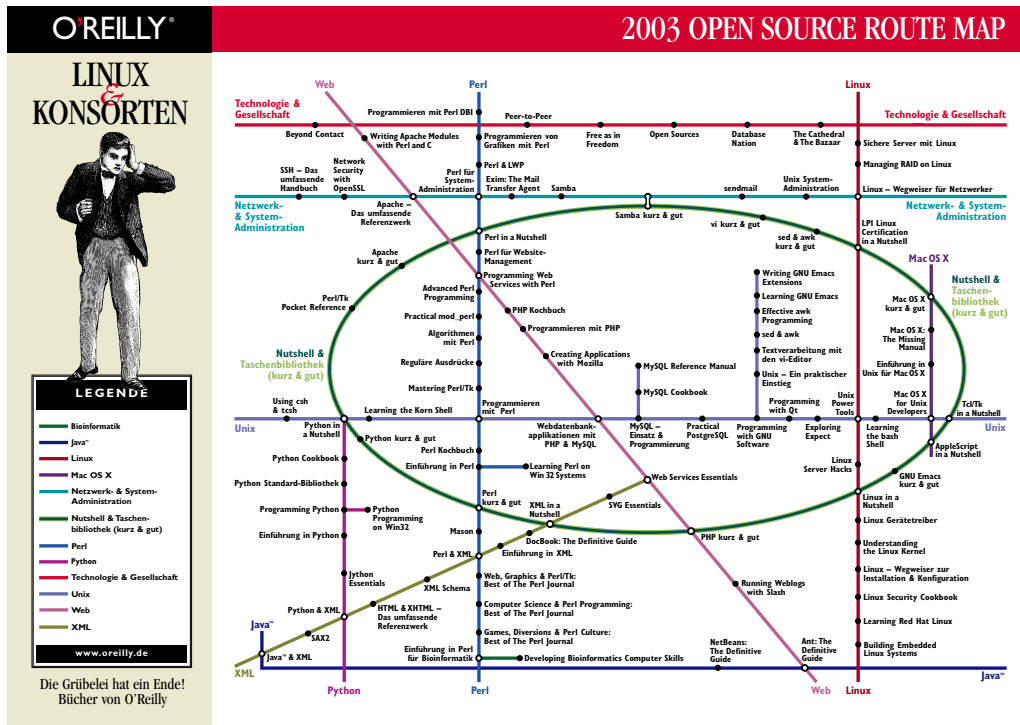 O'REILLY®
2003 OPEN SOURCE ROUTE MAP
LINUX
&
KONSORTEN
LEGENDE
Bioinformatik
Java™
Linux
Mac OS X
Netzwerk- & System-
Administration
Nutshell & Taschen-
bibliothek (kurz & gut)
Perl
Python
Technologie & Gesellschaft
Unix
Web
XML
www.oreilly.de
Die Grübelei hat ein Ende!
Bücher von O'Reilly
Web
Perl
Linux
Technologie &
Gesellschaft
Programmieren mit Perl DBI
Peer-to-Peer
Technologie & Gesellschaft
Beyond Contact
Writing Apache Modules
with Perl and C
Programmieren von
Grafiken mit Perl
Free as in
Freedom
Open Sources
Database
Nation
The Cathedral
& The Bazaar
Sichere Server mit Linux
Managing RAID on Linux
SSH – Das
umfassende
Handbuch
Network
Security
with
OpenSSL
Perl & LWP
Perl für
System-
Administration
Exim: The Mail
Transfer Agent
Samba
sendmail
Unix System-
Administration
Linux – Wegweiser für Netzwerker
Netzwerk-
& System-
Administration
Apache –
Das umfassende
Referenzwerk
Samba kurz & gut
vi kurz & gut
Netzwerk- & System-
Administration
LPI Linux
Certification
in a Nutshell
sed & awk
kurz & gut
Perl in a Nutshell
Apache
kurz & gut
Perl für Website-
Management
Mac OS X
Programming Web
Services with Perl
Writing GNU Emacs
Extensions
Nutshell &
Taschen-
bibliothek
(kurz & gut)
Perl/Tk
Pocket Reference
Advanced Perl
Programming
Learning GNU Emacs
Mac OS X
kurz & gut
Practical mod_perl
PHP Kochbuch
Effective awk
Programming
Algorithmen
mit Perl
Programmieren mit PHP
sed & awk
Mac OS X:
The Missing
Manual
Nutshell &
Taschenbibliothek
(kurz & gut)
Reguläre Ausdrücke
Creating Applications
with Mozilla
MySQL Reference Manual
Textverarbeitung mit
den vi-Editor
Einführung in
Unix für Mac OS X
Mastering Perl/Tk
MySQL Cookbook
Unix – Ein praktischer
Einstieg
Using csh
& tcsh
Learning the Korn Shell
Programmieren
mit Perl
Programming
with Qt
Unix
Power
Tools
Mac OS X
for Unix
Developers
Tcl/Tk
in a Nutshell
Unix
Python in
a Nutshell
Webdatenbank-
applikationen mit
PHP & MySQL
MySQL –
Einsatz &
Programmierung
Practical
PostgreSQL
Programming
with GNU
Software
Exploring
Expect
Learning
the bash
Shell
Unix
Python kurz & gut
Perl Kochbuch
AppleScript
in a Nutshell
Python Cookbook
Einführung in Perl
Learning Perl on
Win 32 Systems
Linux
Server Hacks
GNU Emacs
kurz & gut
Python Standard-Bibliothek
Web Services Essentials
Perl
kurz & gut
XML in a
Nutshell
SVG Essentials
Linux in a
Nutshell
Programming Python
Python
Programming
on Win32
Linux Gerätetreiber
Einführung in Python
Mason
DocBook: The Definitive Guide
PHP kurz & gut
Understanding
the Linux Kernel
Perl & XML
Einführung in XML
Jython
Essentials
XML Schema
Web, Graphics & Perl/Tk:
Best of The Perl Journal
Running Weblogs
with Slash
Linux – Wegweiser zur
Installation & Konfiguration
Python & XML
HTML & XHTML –
Das umfassende
Referenzwerk
Computer Science & Perl Programming:
Best of The Perl Journal
Linux Security Cookbook
Java™
SAX2
Games, Diversions & Perl Culture:
Best of The Perl Journal
Learning Red Hat Linux
Java™ & XML
Einführung in Perl
für Bioinformatik
Developing Bioinformatics Computer Skills
NetBeans:
The Definitive
Guide
Ant: The
Definitive
Guide
Building Embedded
Linux Systems
XML
Java™
Python
Perl
Web
Linux